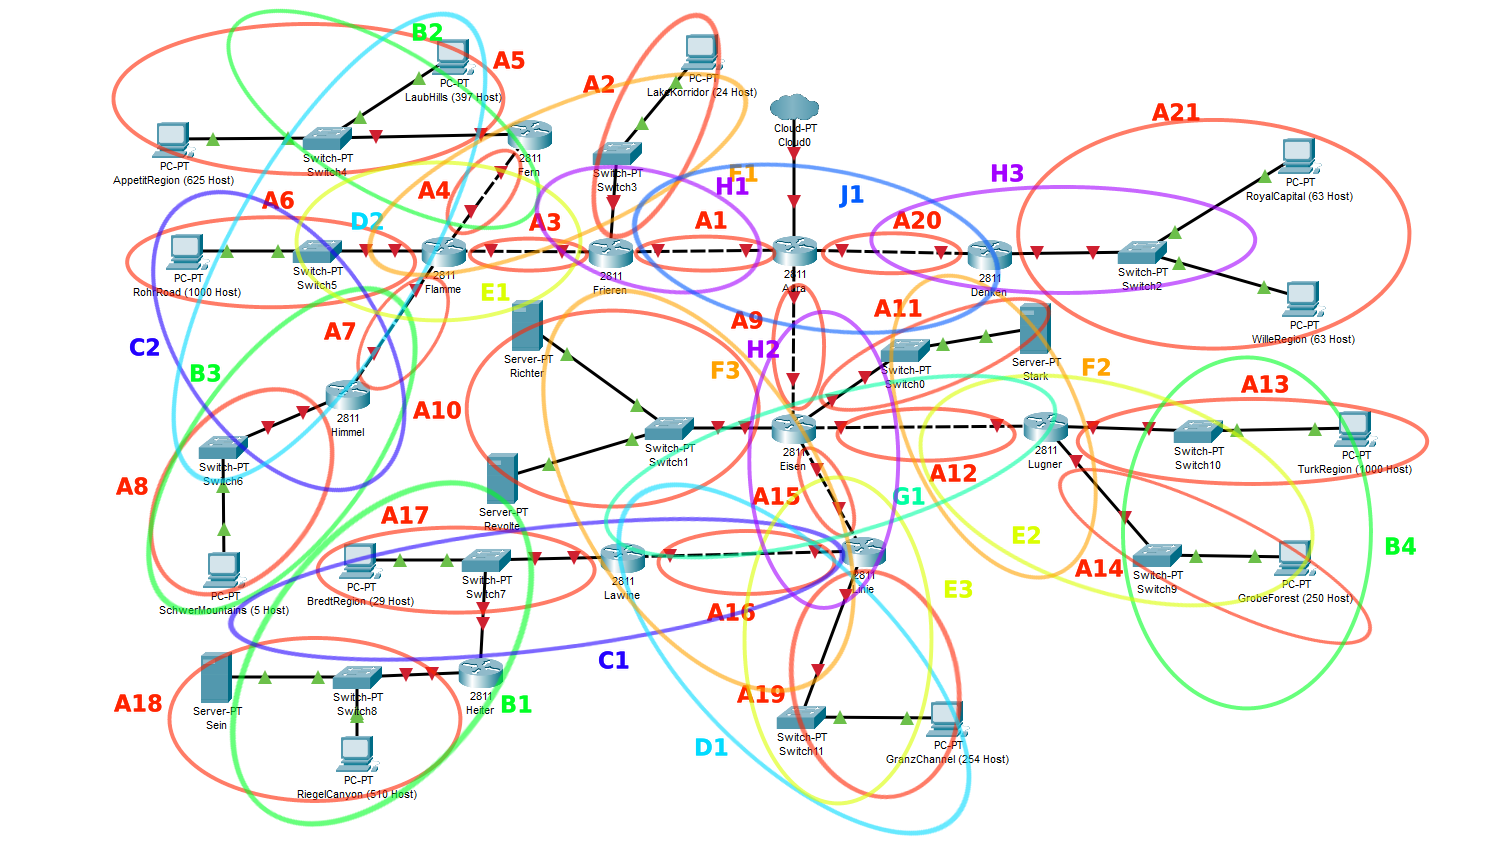 B2
A5
PC-PT
LaubHills (397 Host)
A2
PC-PT
LakeKorridor (24 Host)
Cloud-PT
Cloud0
A21
PC-PT
AppetitRegion (625 Host)
Switch-PT
Switch4
2811
Fern
Switch-PT
Switch3
F1
H1
J1
H3
PC-PT
RoyalCapital (63 Host)
A4
A6
D2
A3
A1
A20
PC-PT
RohrRoad (1000 Host)
Switch-PT
Switch5
2811
Flamme
2811
Frieren
2811
Aura
2811
Denken
Switch-PT
Switch2
E1
A7
C2
B3
A9
H2
A11
PC-PT
WilleRegion (63 Host)
Server-PT
Richter
F3
Switch-PT
Switch0
Server-PT
Stark
F2
A13
2811
Himmel
A10
Switch-PT
Switch1
2811
Eisen
2811
Lugner
Switch-PT
Switch10
PC-PT
TurkRegion (1000 Host)
Switch-PT
Switch6
A8
A12
Server-PT
Revolte
A15
G1
A17
E2
B4
PC-PT
SchwerMountains (5 Host)
PC-PT
BredtRegion (29 Host)
Switch-PT
Switch7
2811
Lawine
2811
Linie
A14
Switch-PT
Switch9
PC-PT
GrobeForest (250 Host)
E3
A16
C1
A18
Server-PT
Sein
Switch-PT
Switch8
2811
Heiter
B1
A19
D1
Switch-PT
Switch11
PC-PT
GranzChannel (254 Host)
PC-PT
RiegelCanyon (510 Host)